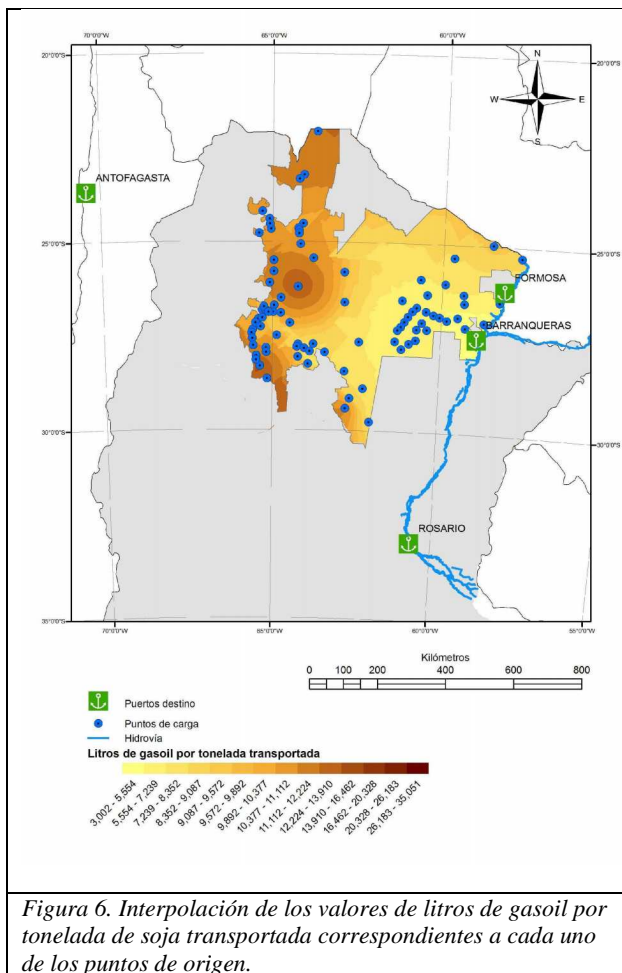 70°0'0"W 65°0'0"W 60°0'0"W
20°0'0"S 20°0'0"S
N
W E
S
ANTOFAGASTA
25°0'0"S 25°0'0"S
FORMOSA
BARRANQUERAS
30°0'0"S 30°0'0"S
ROSARIO
35°0'0"S
70°0'0"W 65°0'0"W 60°0'0"W 55°0'0"W
Kilómetros
0 100 200 400 600 800
Puertos destino
Puntos de carga
Hidrovía
Litros de gasoil por tonelada transportada
3,002 - 5,554
5,554 - 7,239
7,239 - 8,352
8,352 - 9,087
9,087 - 9,572
9,572 - 9,892
9,892 - 10,377
10,377 - 11,112
11,112 - 12,224
12,224 - 13,910
13,910 - 16,462
16,462 - 20,328
20,328 - 26,183
26,183 - 35,051
Figura 6. Interpolación de los valores de litros de gasoil por
tonelada de soja transportada correspondientes a cada uno
de los puntos de origen.